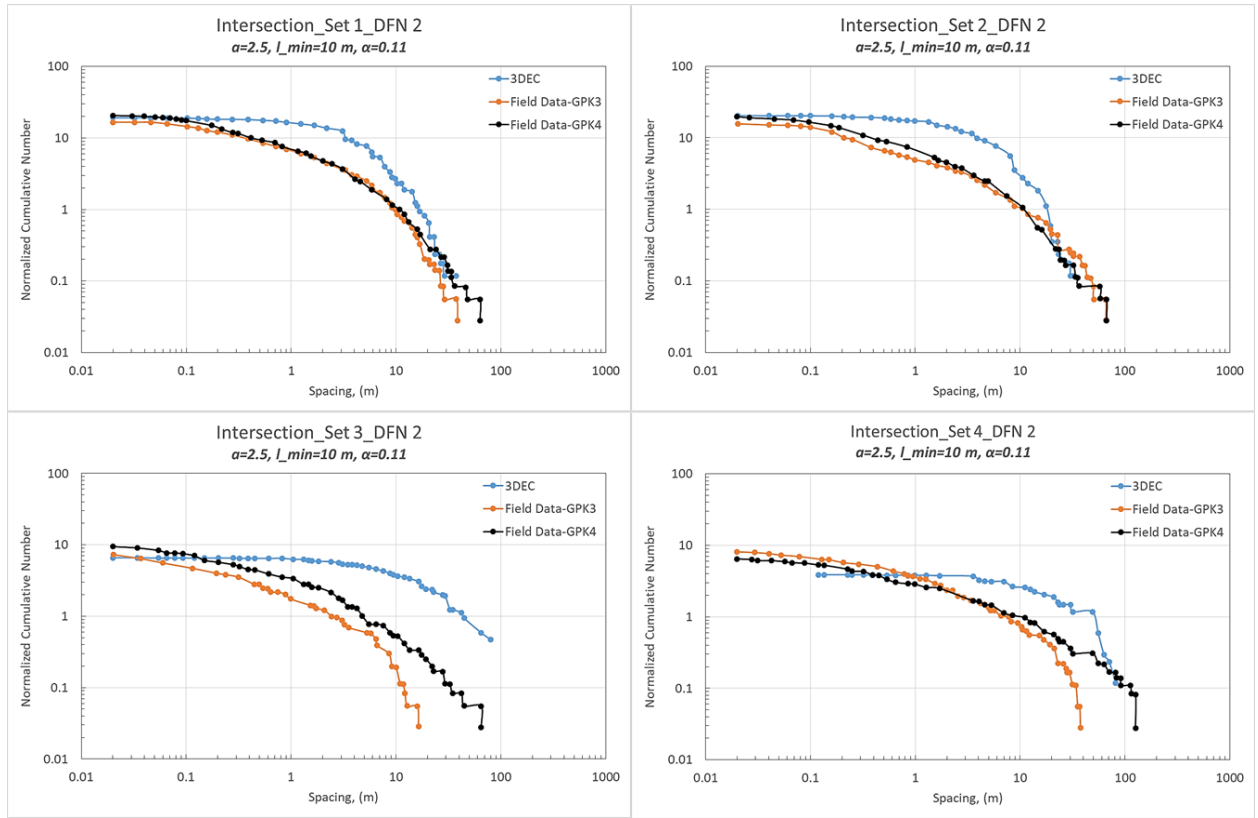 Intersection_Set 1_DFN 2
a=2.5, l_min=10 m, α=0.11
100
10
1
0.1
0.01
Normalized Cumulative Number
3DEC
Field Data-GPK3
Field Data-GPK4
0.01 0.1 1 10 100 1000
Spacing, (m)
Intersection_Set 2_DFN 2
a=2.5, l_min=10 m, α=0.11
100
10
1
0.1
0.01
Normalized Cumulative Number
3DEC
Field Data-GPK3
Field Data-GPK4
0.01 0.1 1 10 100 1000
Spacing, (m)
Intersection_Set 3_DFN 2
a=2.5, l_min=10 m, α=0.11
100
10
1
0.1
0.01
Normalized Cumulative Number
3DEC
Field Data-GPK3
Field Data-GPK4
0.01 0.1 1 10 100 1000
Spacing, (m)
Intersection_Set 4_DFN 2
a=2.5, l_min=10 m, α=0.11
100
10
1
0.1
0.01
Normalized Cumulative Number
3DEC
Field Data-GPK3
Field Data-GPK4
0.01 0.1 1 10 100 1000
Spacing, (m)